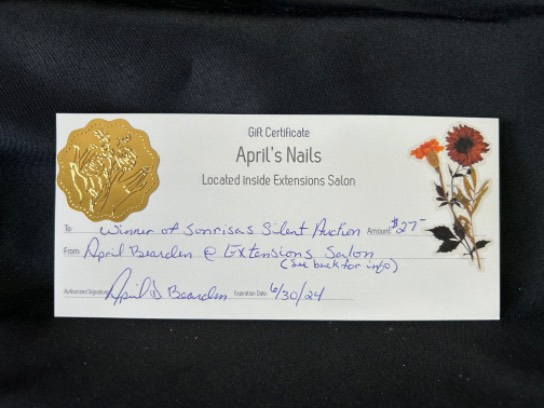 Gift Certificate
April's Nails
Located inside Extensions Salon
To: Winner of Sonrisas Silent Auction Amount: $27-
From: April Bearden @ Extensions Salon
(See back for info)
Authorized Signature: April D Bearden Expiration Date: 6/30/24